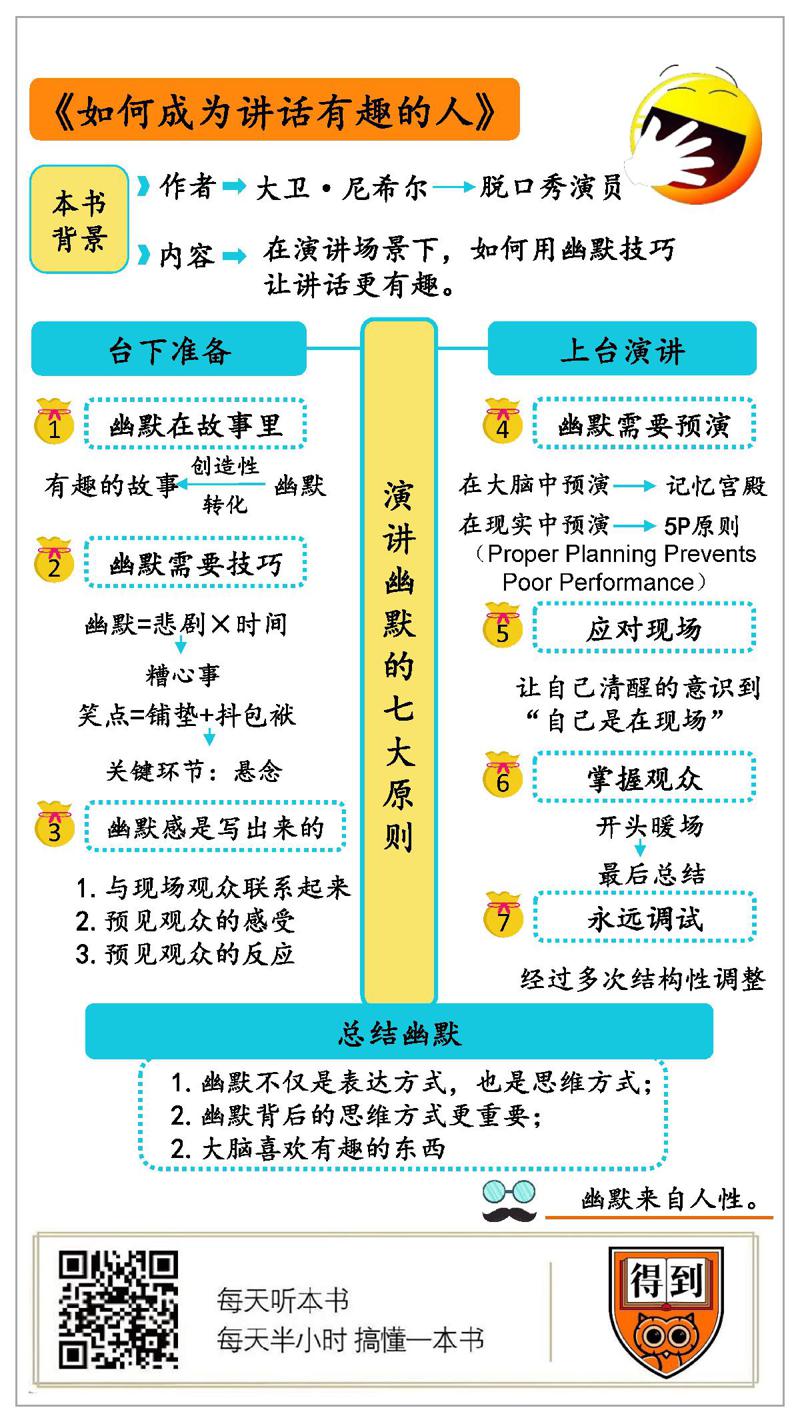 《如何成为讲话有趣的人》
本书
背景
作者
大卫·尼希尔
脱口秀演员
内容
在演讲场景下，如何用幽默技巧
让讲话更有趣。
演讲幽默的七大原则
台下准备
1
幽默在故事里
有趣的故事
创造性
转化
幽默
2
幽默需要技巧
幽默=悲剧×时间
糟心事
笑点=铺垫+抖包袱
关键环节：悬念
3
幽默感是写出来的
1.与现场观众联系起来
2.预见观众的感受
3.预见观众的反应
上台演讲
4
幽默需要预演
在大脑中预演
记忆宫殿
在现实中预演
5P原则
（Proper Planning Prevents
Poor Performance）
5
应对现场
让自己清醒的意识到
“自己是在现场”
6
掌握观众
开头暖场
最后总结
7
永远调试
经过多次结构性调整
总结幽默
1.幽默不仅是表达方式，也是思维方式；
2.幽默背后的思维方式更重要；
2.大脑喜欢有趣的东西
幽默来自人性。
每天听本书
每天半小时 搞懂一本书
得到